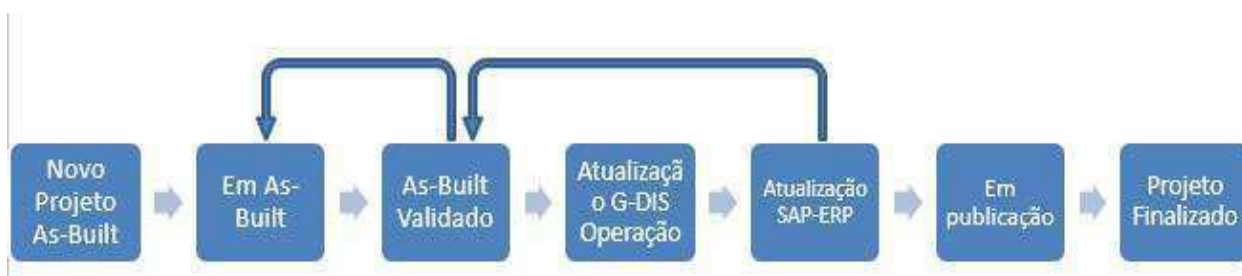 Novo
Projeto
As-Built
Em As-
Built
As-Built
Validado
Atualizaçã
o G-DIS
Operação
Atualização
SAP-ERP
Em
publicação
Projeto
Finalizado